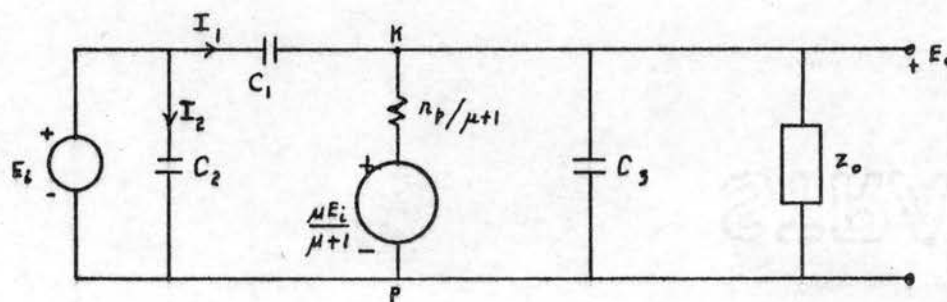 I1
K
E0
+
C1
rp/μ+1
I2
+
Ei
-
C2
+
μEi/μ+1
-
C3
Z0
P